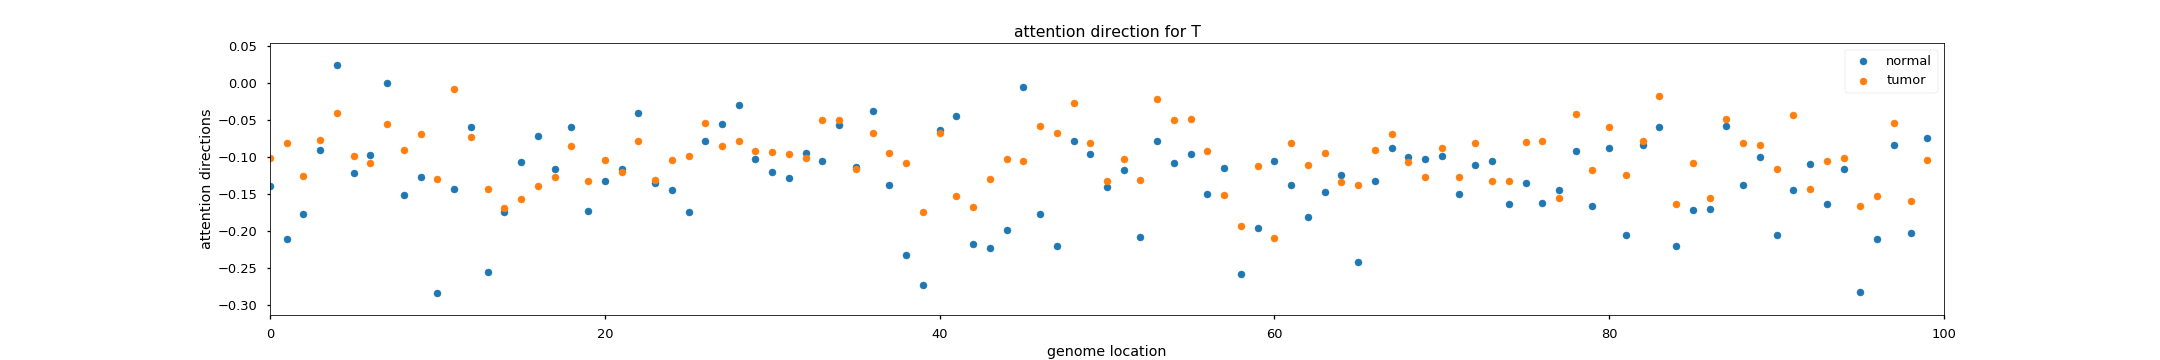 attention direction for T
attention directions
0.05
0.00
−0.05
−0.10
−0.15
−0.20
−0.25
−0.30
normal
tumor
0 20 40 60 80 100
genome location